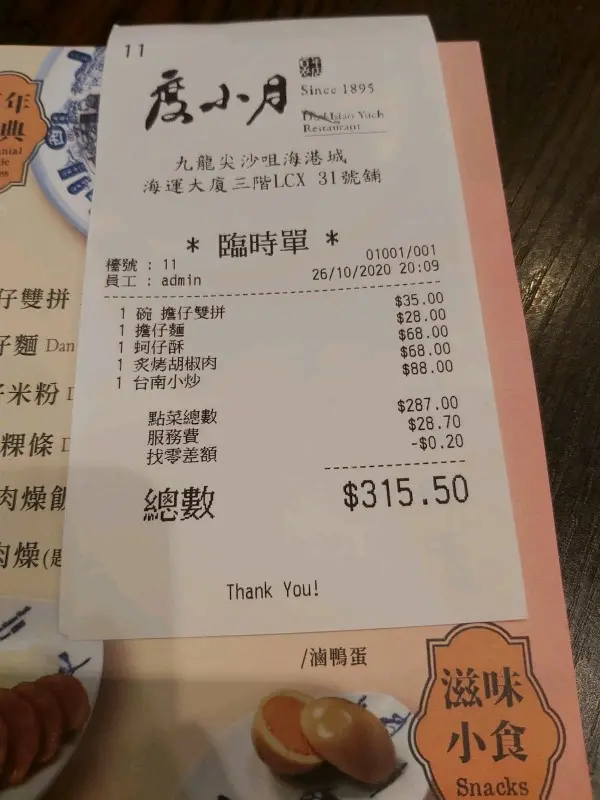 11
度小月
Since 1895
Du Hsiao Yueh
Restaurant
九龍尖沙咀海港城
海運大廈三階LCX 31號舖
* 臨時單 *
檯號 : 11 01001/001
員工 : admin 26/10/2020 20:09
1 碗 擔仔雙拼 $35.00
1 擔仔麵 $28.00
1 蚵仔酥 $68.00
1 炙烤胡椒肉 $68.00
1 台南小炒 $88.00
點菜總數 $287.00
服務費 $28.70
找零差額 -$0.20
總數 $315.50
Thank You!
年
典
仔雙拼
仔麵 Dan
米粉
粿條
肉燥飯
肉燥(
/滷鴨蛋
滋味
小食
Snacks